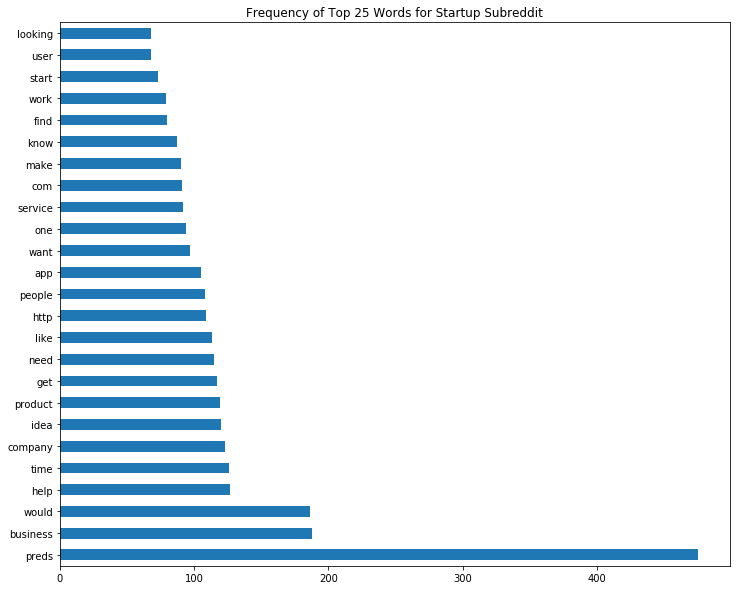 Frequency of Top 25 Words for Startup Subreddit
looking
user
start
work
find
know
make
com
service
one
want
app
people
http
like
need
get
product
idea
company
time
help
would
business
preds
0 100 200 300 400